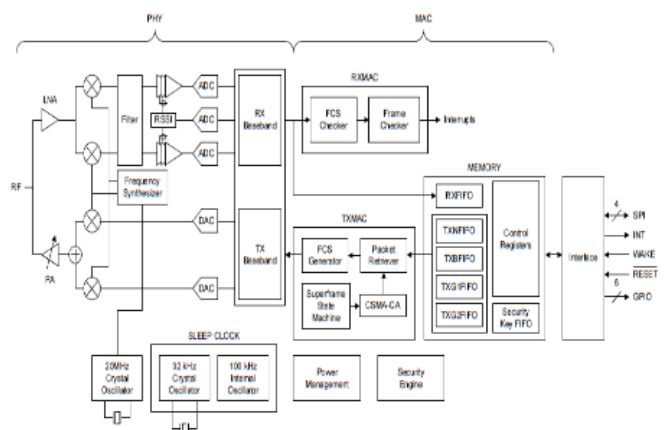 PHY
MAC
LNA
Filter
RSSI
ADC
ADC
ADC
RX
Baseband
RXMAC
FCS
Checker
Frame
Checker
Interrupts
RF
Frequency
Synthesizer
PA
DAC
DAC
TX
Baseband
TXMAC
FCS
Generator
Packet
Retriever
Superframe
State
Machine
CSMA-CA
MEMORY
RXFIFO
TXNFIFO
TXBFIFO
TXG1FIFO
TXG2FIFO
Control
Registers
Security
Key FIFO
Interface
4
SPI
INT
WAKE
RESET
6
GPIO
20MHz
Crystal
Oscillator
SLEEP CLOCK
32 kHz
Crystal
Oscillator
100 kHz
Internal
Oscillator
Power
Management
Security
Engine